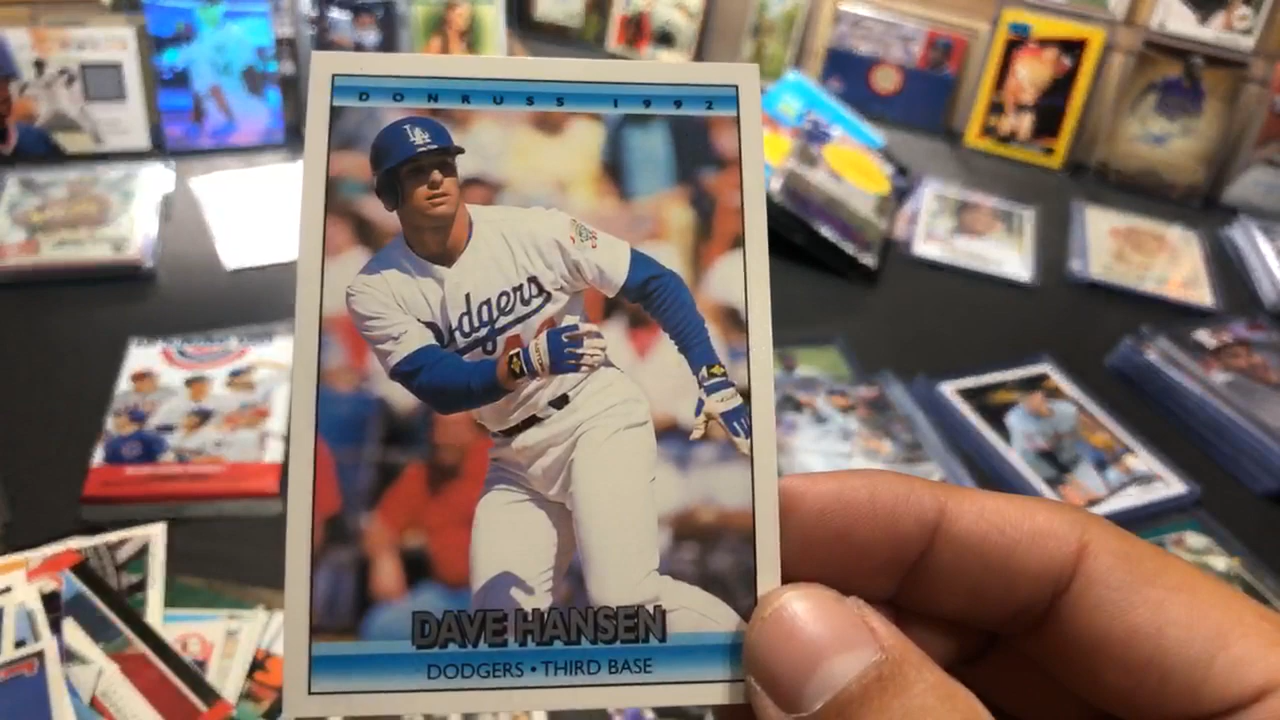 DONRUSS 1992
LA
Dodgers
DAVE HANSEN
DODGERS • THIRD BASE